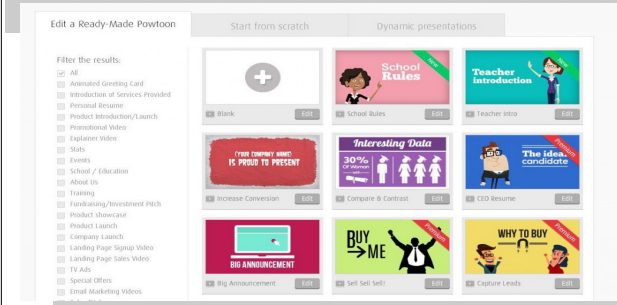 Edit a Ready-Made Powtoon
Start from scratch
Dynamic presentations
Filter the results:
All
Animated Greeting Card
Introduction of Services Provided
Personal Resume
Product Introduction/Launch
Promotional Video
Explainer Video
Stats
Events
School / Education
About Us
Training
Fundraising/Investment Pitch
Product showcase
Product Launch
Company Launch
Landing Page Signup Video
Landing Page Sales Video
TV Ads
Special Offers
Email Marketing Videos
Blank
Edit
School
Rules
New
School Rules
Edit
Teacher
introduction
New
Teacher Intro
Edit
(YOUR COMPANY NAME)
IS PROUD TO PRESENT
Increase Conversion
Edit
Interesting Data
30%
Of Women
Compare & Contrast
Edit
The ideal
candidate
Premium
CEO Resume
Edit
BIG ANNOUNCEMENT
Big Announcement
Edit
BUY
ME
Premium
Sell Sell Sell!
Edit
WHY TO BUY
Premium
Capture Leads
Edit